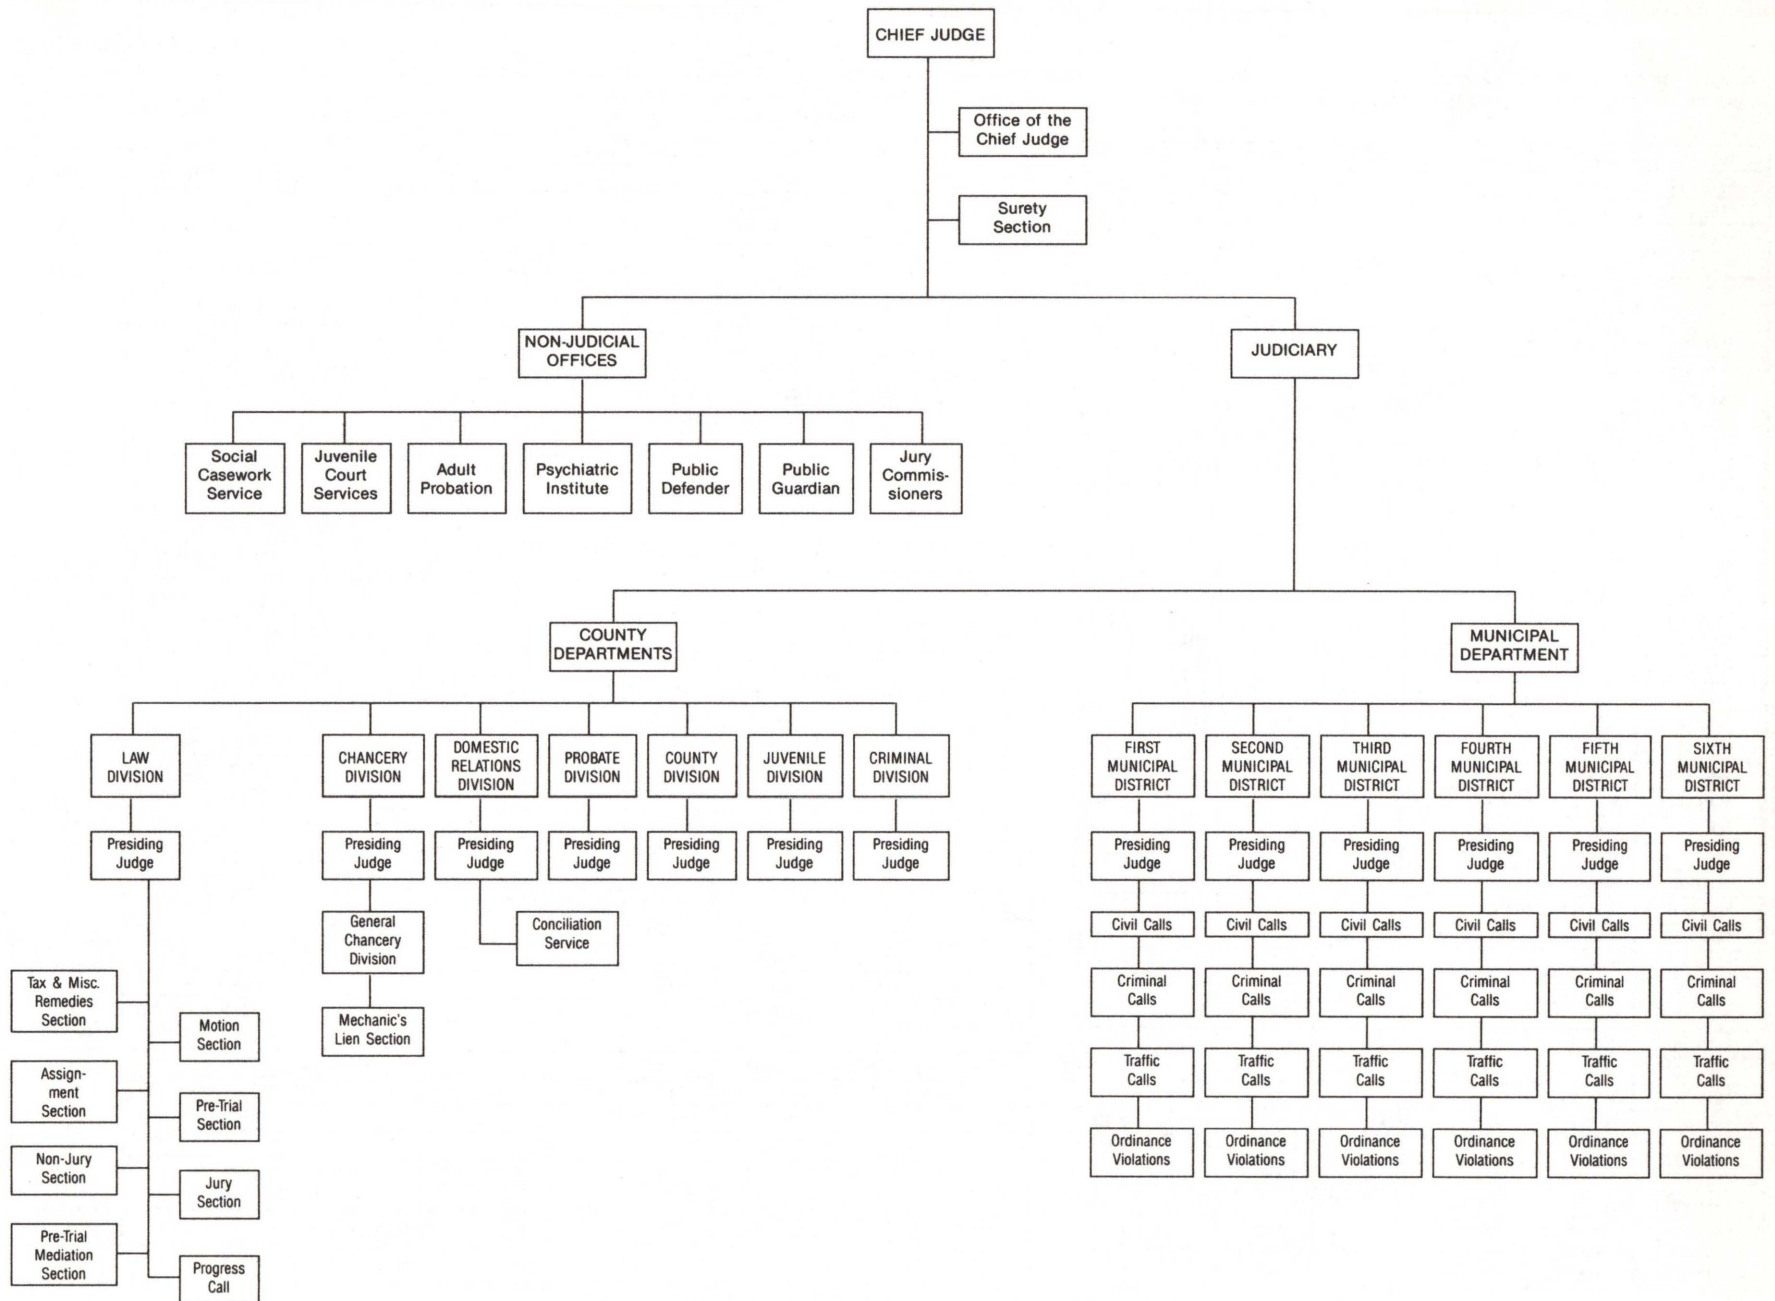 CHIEF JUDGE
Office of the
Chief Judge
Surety
Section
NON-JUDICIAL
OFFICES
JUDICIARY
Social
Casework
Service
Juvenile
Court
Services
Adult
Probation
Psychiatric
Institute
Public
Defender
Public
Guardian
Jury
Commis-
sioners
COUNTY
DEPARTMENTS
MUNICIPAL
DEPARTMENT
LAW
DIVISION
CHANCERY
DIVISION
DOMESTIC
RELATIONS
DIVISION
PROBATE
DIVISION
COUNTY
DIVISION
JUVENILE
DIVISION
CRIMINAL
DIVISION
FIRST
MUNICIPAL
DISTRICT
SECOND
MUNICIPAL
DISTRICT
THIRD
MUNICIPAL
DISTRICT
FOURTH
MUNICIPAL
DISTRICT
FIFTH
MUNICIPAL
DISTRICT
SIXTH
MUNICIPAL
DISTRICT
Presiding
Judge
Presiding
Judge
Presiding
Judge
Presiding
Judge
Presiding
Judge
Presiding
Judge
Presiding
Judge
Presiding
Judge
Presiding
Judge
Presiding
Judge
Presiding
Judge
Presiding
Judge
Presiding
Judge
General
Chancery
Division
Conciliation
Service
Civil Calls
Civil Calls
Civil Calls
Civil Calls
Civil Calls
Civil Calls
Tax & Misc.
Remedies
Section
Motion
Section
Mechanic's
Lien Section
Criminal
Calls
Criminal
Calls
Criminal
Calls
Criminal
Calls
Criminal
Calls
Criminal
Calls
Assign-
ment
Section
Pre-Trial
Section
Traffic
Calls
Traffic
Calls
Traffic
Calls
Traffic
Calls
Traffic
Calls
Traffic
Calls
Non-Jury
Section
Jury
Section
Ordinance
Violations
Ordinance
Violations
Ordinance
Violations
Ordinance
Violations
Ordinance
Violations
Ordinance
Violations
Pre-Trial
Mediation
Section
Progress
Call